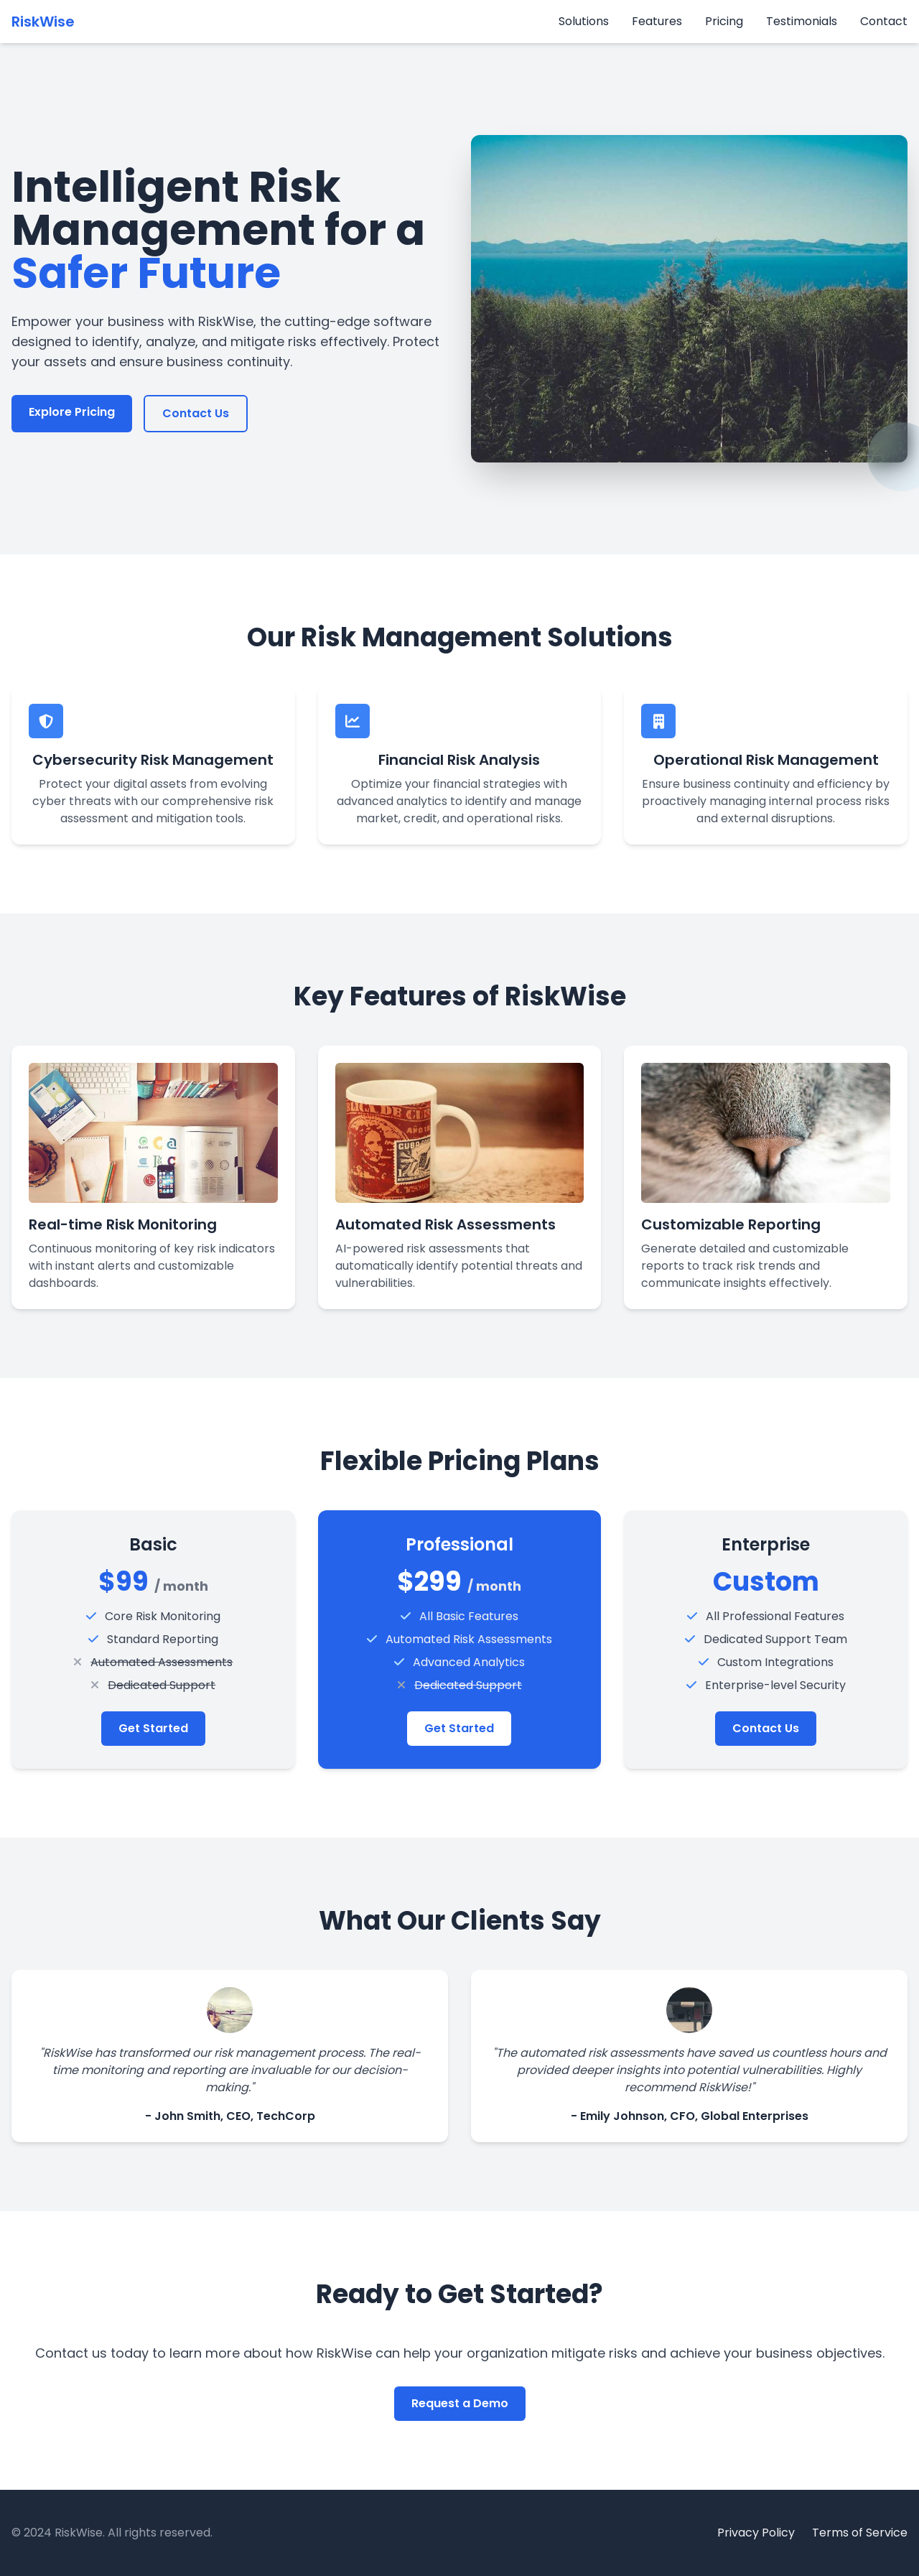 RiskWise
Solutions Features Pricing Testimonials Contact
Intelligent Risk
Management for a
Safer Future
Empower your business with RiskWise, the cutting-edge software
designed to identify, analyze, and mitigate risks effectively. Protect
your assets and ensure business continuity.
Explore Pricing
Contact Us
Our Risk Management Solutions
Cybersecurity Risk Management
Protect your digital assets from evolving
cyber threats with our comprehensive risk
assessment and mitigation tools.
Financial Risk Analysis
Optimize your financial strategies with
advanced analytics to identify and manage
market, credit, and operational risks.
Operational Risk Management
Ensure business continuity and efficiency by
proactively managing internal process risks
and external disruptions.
Key Features of RiskWise
Real-time Risk Monitoring
Continuous monitoring of key risk indicators
with instant alerts and customizable
dashboards.
CUBA
299
Automated Risk Assessments
AI-powered risk assessments that
automatically identify potential threats and
vulnerabilities.
Customizable Reporting
Generate detailed and customizable
reports to track risk trends and
communicate insights effectively.
Flexible Pricing Plans
Basic
$99 / month
Core Risk Monitoring
Standard Reporting
Automated Assessments
Dedicated Support
Get Started
Professional
$299 / month
All Basic Features
Automated Risk Assessments
Advanced Analytics
Dedicated Support
Get Started
Enterprise
Custom
All Professional Features
Dedicated Support Team
Custom Integrations
Enterprise-level Security
Contact Us
What Our Clients Say
"RiskWise has transformed our risk management process. The real-
time monitoring and reporting are invaluable for our decision-
making."
- John Smith, CEO, TechCorp
"The automated risk assessments have saved us countless hours and
provided deeper insights into potential vulnerabilities. Highly
recommend RiskWise!"
- Emily Johnson, CFO, Global Enterprises
Ready to Get Started?
Contact us today to learn more about how RiskWise can help your organization mitigate risks and achieve your business objectives.
Request a Demo
© 2024 RiskWise. All rights reserved.
Privacy Policy Terms of Service